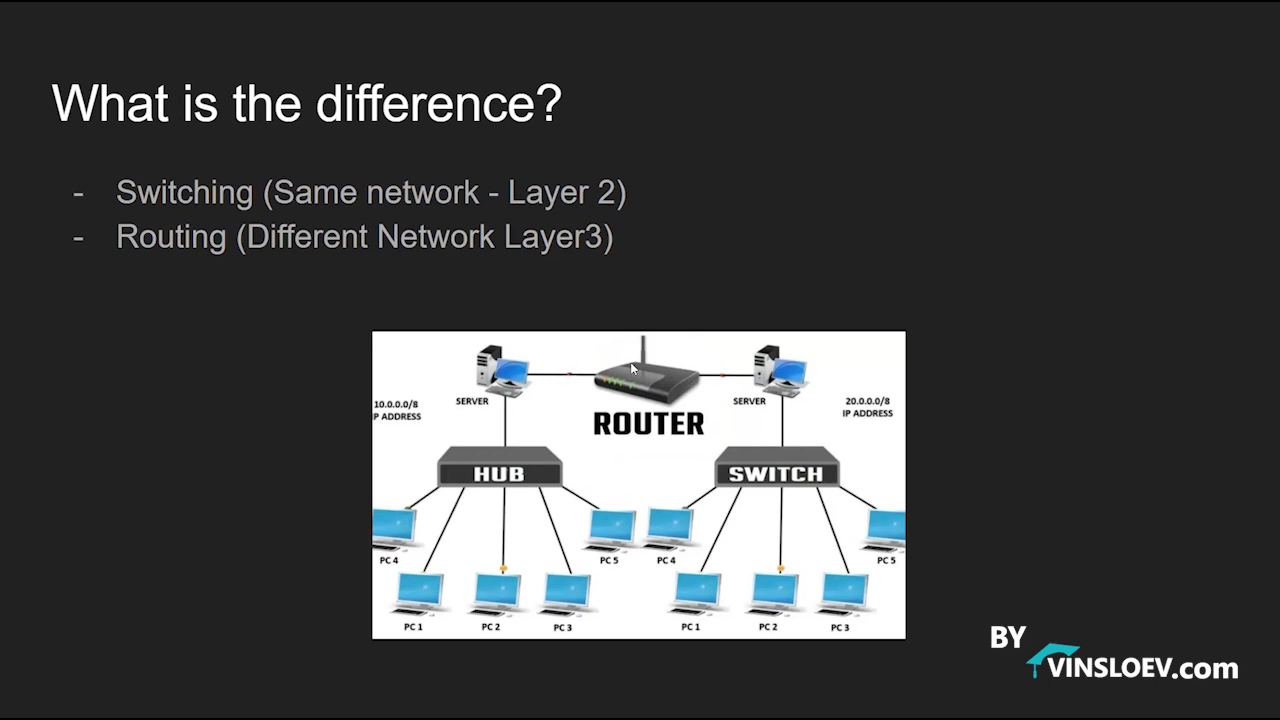 What is the difference?
- Switching (Same network - Layer 2)
- Routing (Different Network Layer3)
SERVER
SERVER
10.0.0.0/8
IP ADDRESS
20.0.0.0/8
IP ADDRESS
ROUTER
HUB
SWITCH
PC 4
PC 5
PC 4
PC 5
PC 1
PC 2
PC 3
PC 1
PC 2
PC 3
BY
VINSLOEV.com